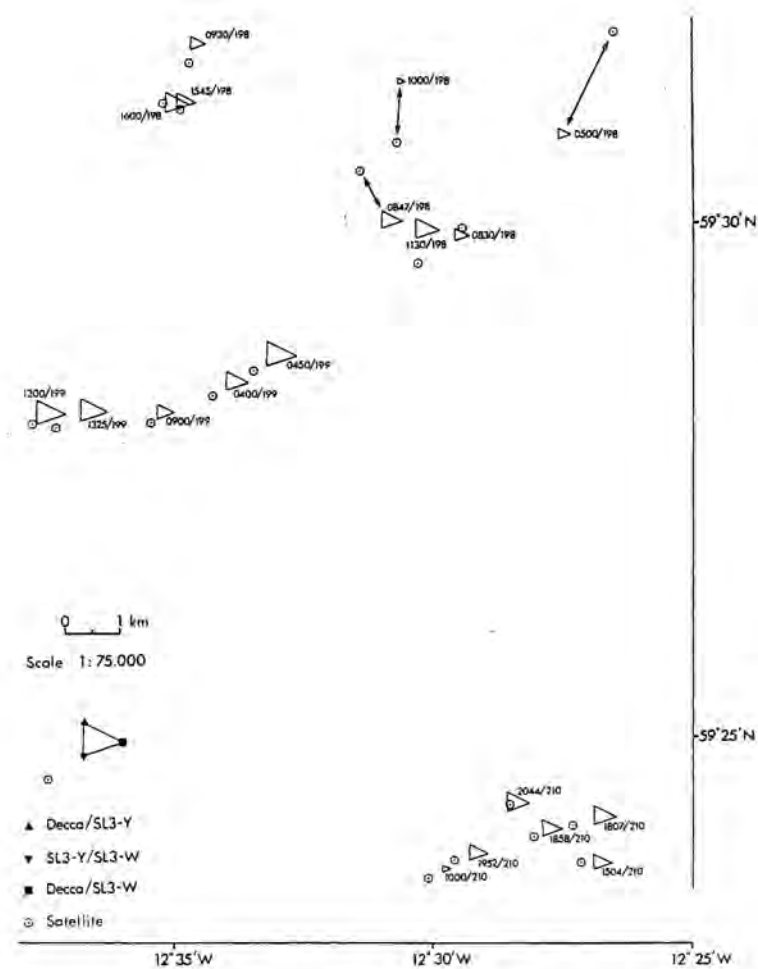 0930/198
1545/198
1600/198
1000/198
0500/198
0847/198
1130/198
0830/198
59°30'N
0450/199
0400/199
1200/199
1325/199
0900/199
0 1 km
Scale 1:75.000
59°25'N
2044/210
1807/210
1858/210
1952/210
1000/210
1504/210
▲ Decca/SL3-Y
▼ SL3-Y/SL3-W
■ Decca/SL3-W
⊙ Satellite
12°35'W 12°30'W 12°25'W